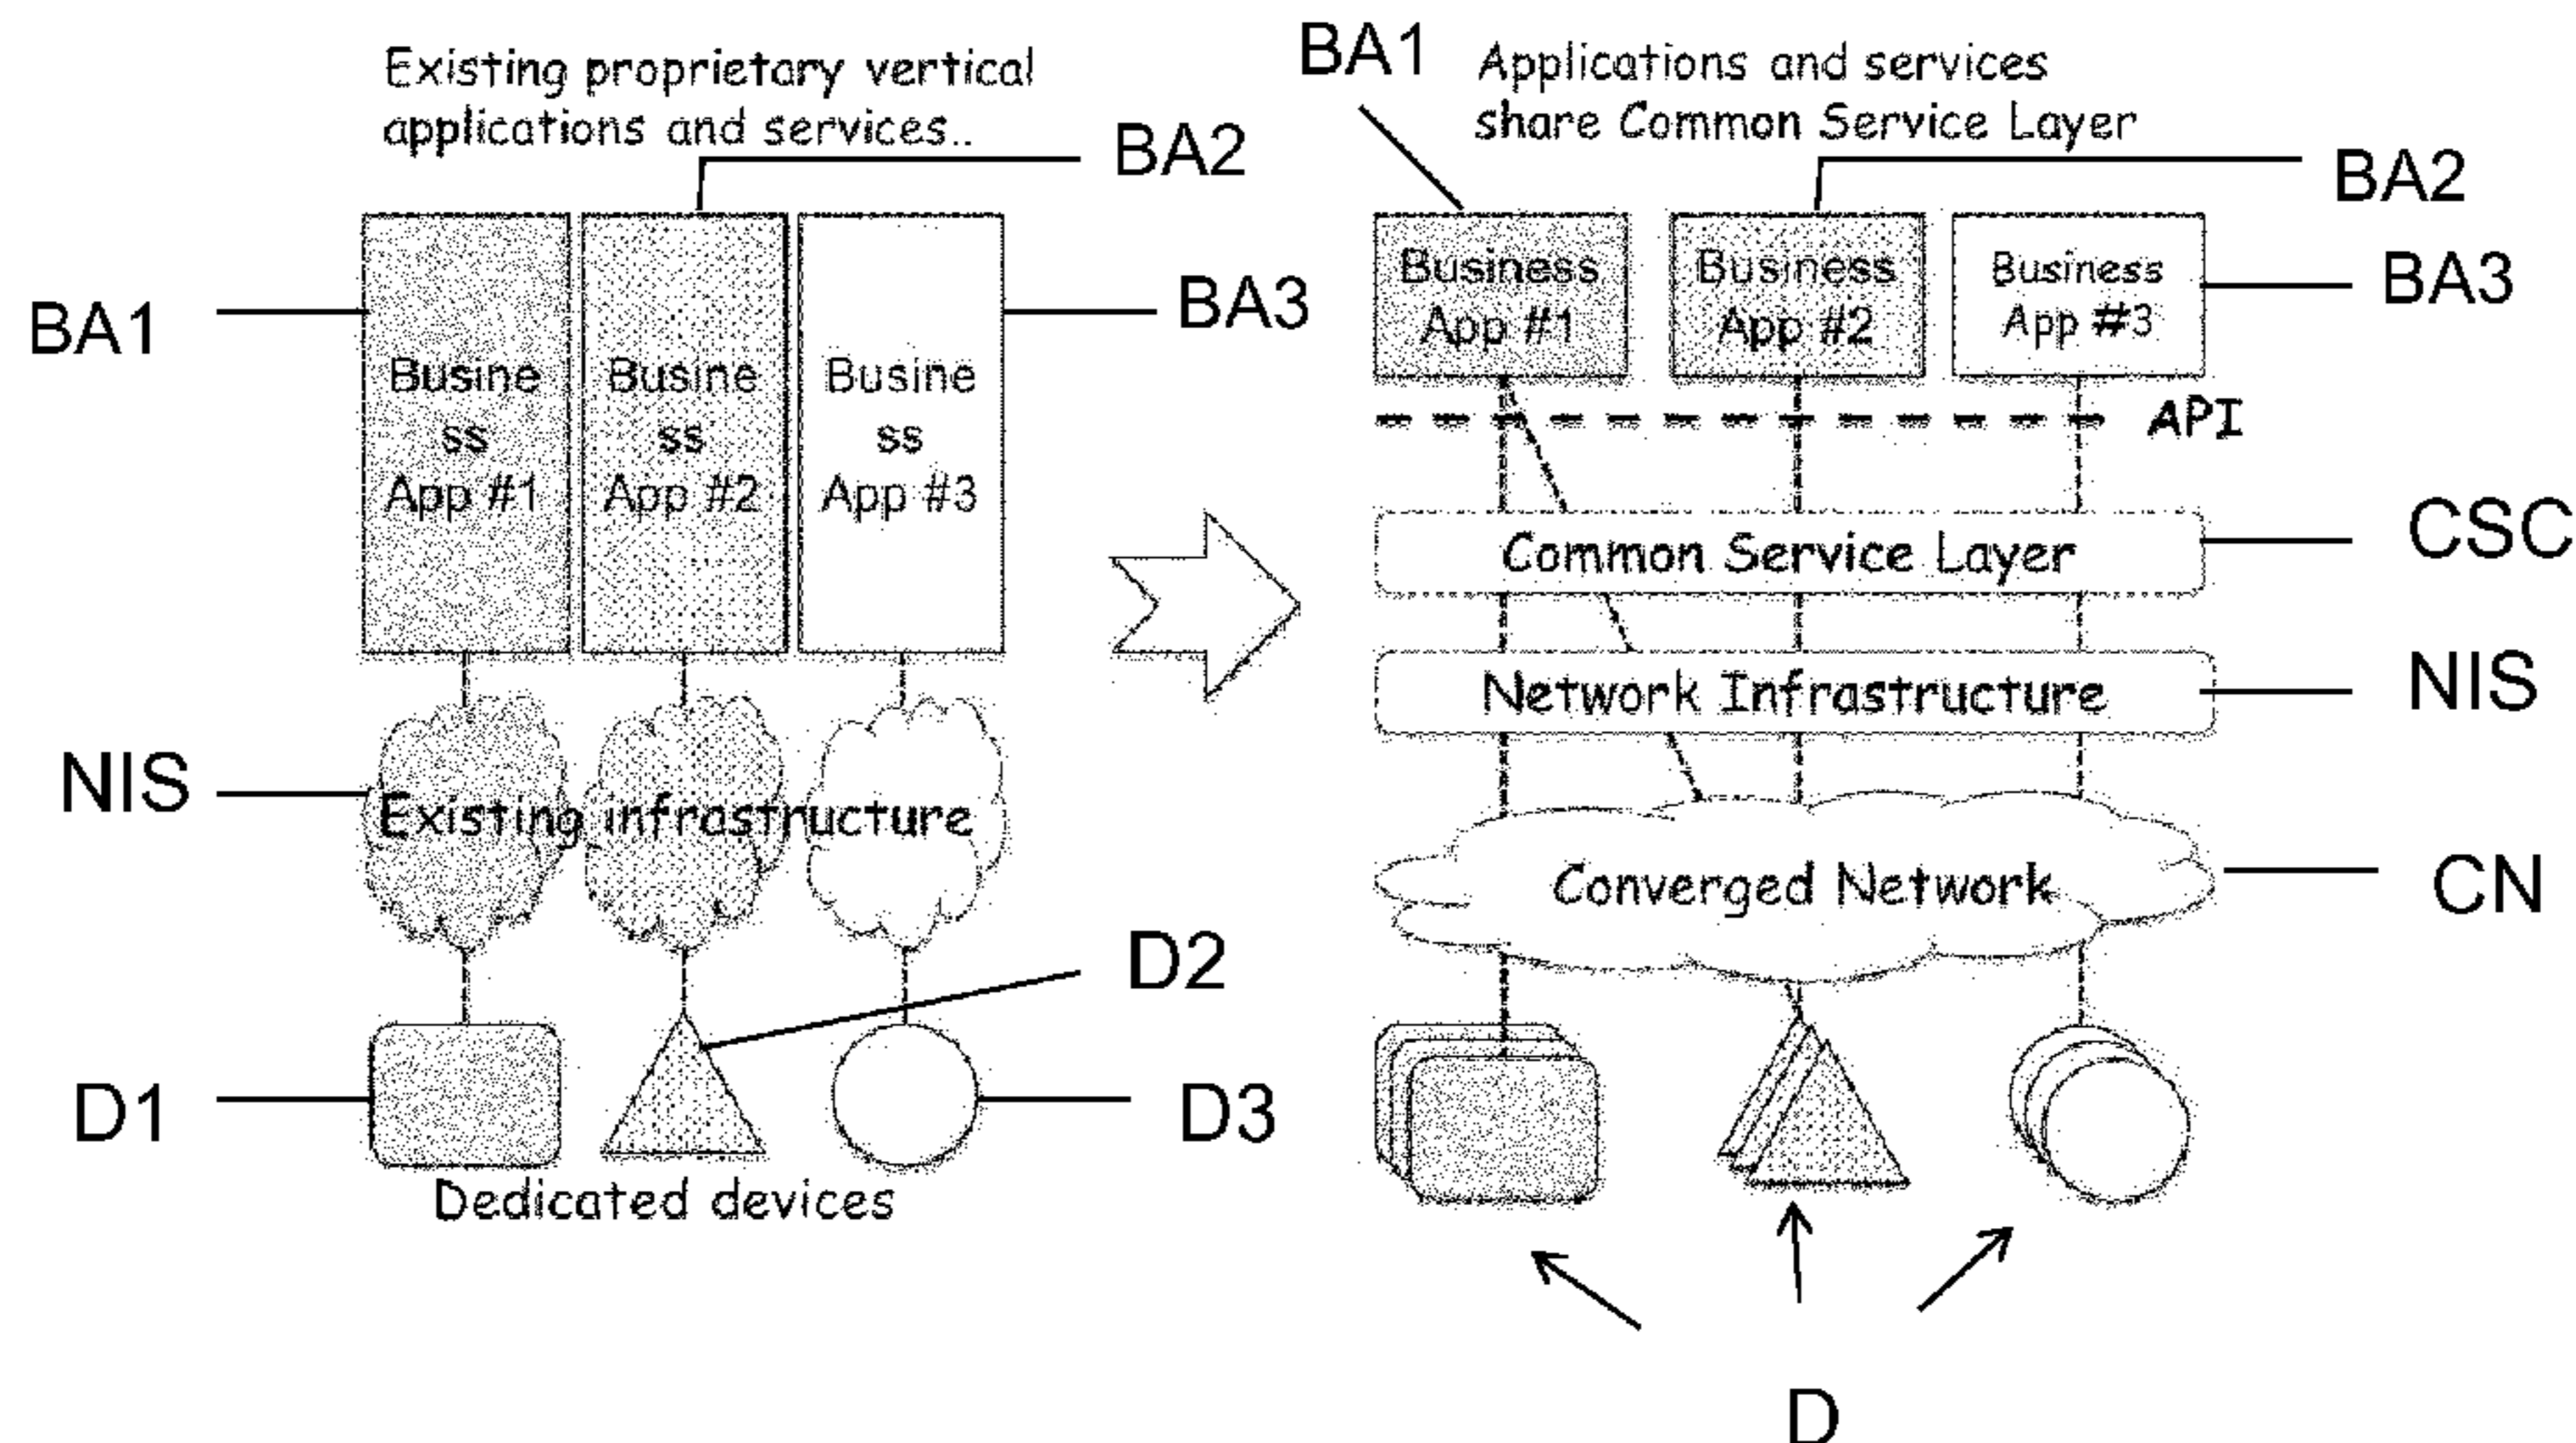 Existing proprietary vertical
applications and services..
BA1
BA2
BA3
Busine
ss
App #1
Busine
ss
App #2
Busine
ss
App #3
NIS
Existing infrastructure
D1
D2
D3
Dedicated devices
BA1
Applications and services
share Common Service Layer
BA2
BA3
Business
App #1
Business
App #2
Business
App #3
API
Common Service Layer
CSC
Network Infrastructure
NIS
Converged Network
CN
D